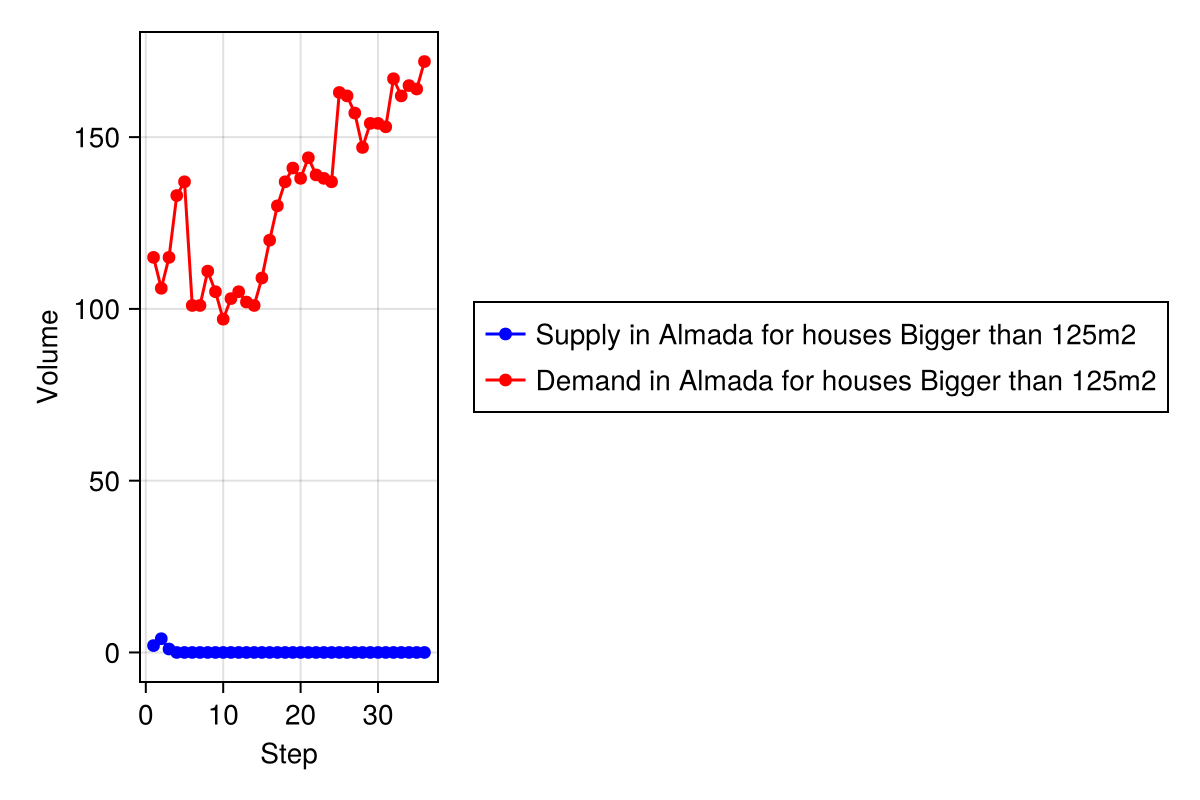 Volume
150
100
50
0
0 10 20 30
Step
Supply in Almada for houses Bigger than 125m2
Demand in Almada for houses Bigger than 125m2